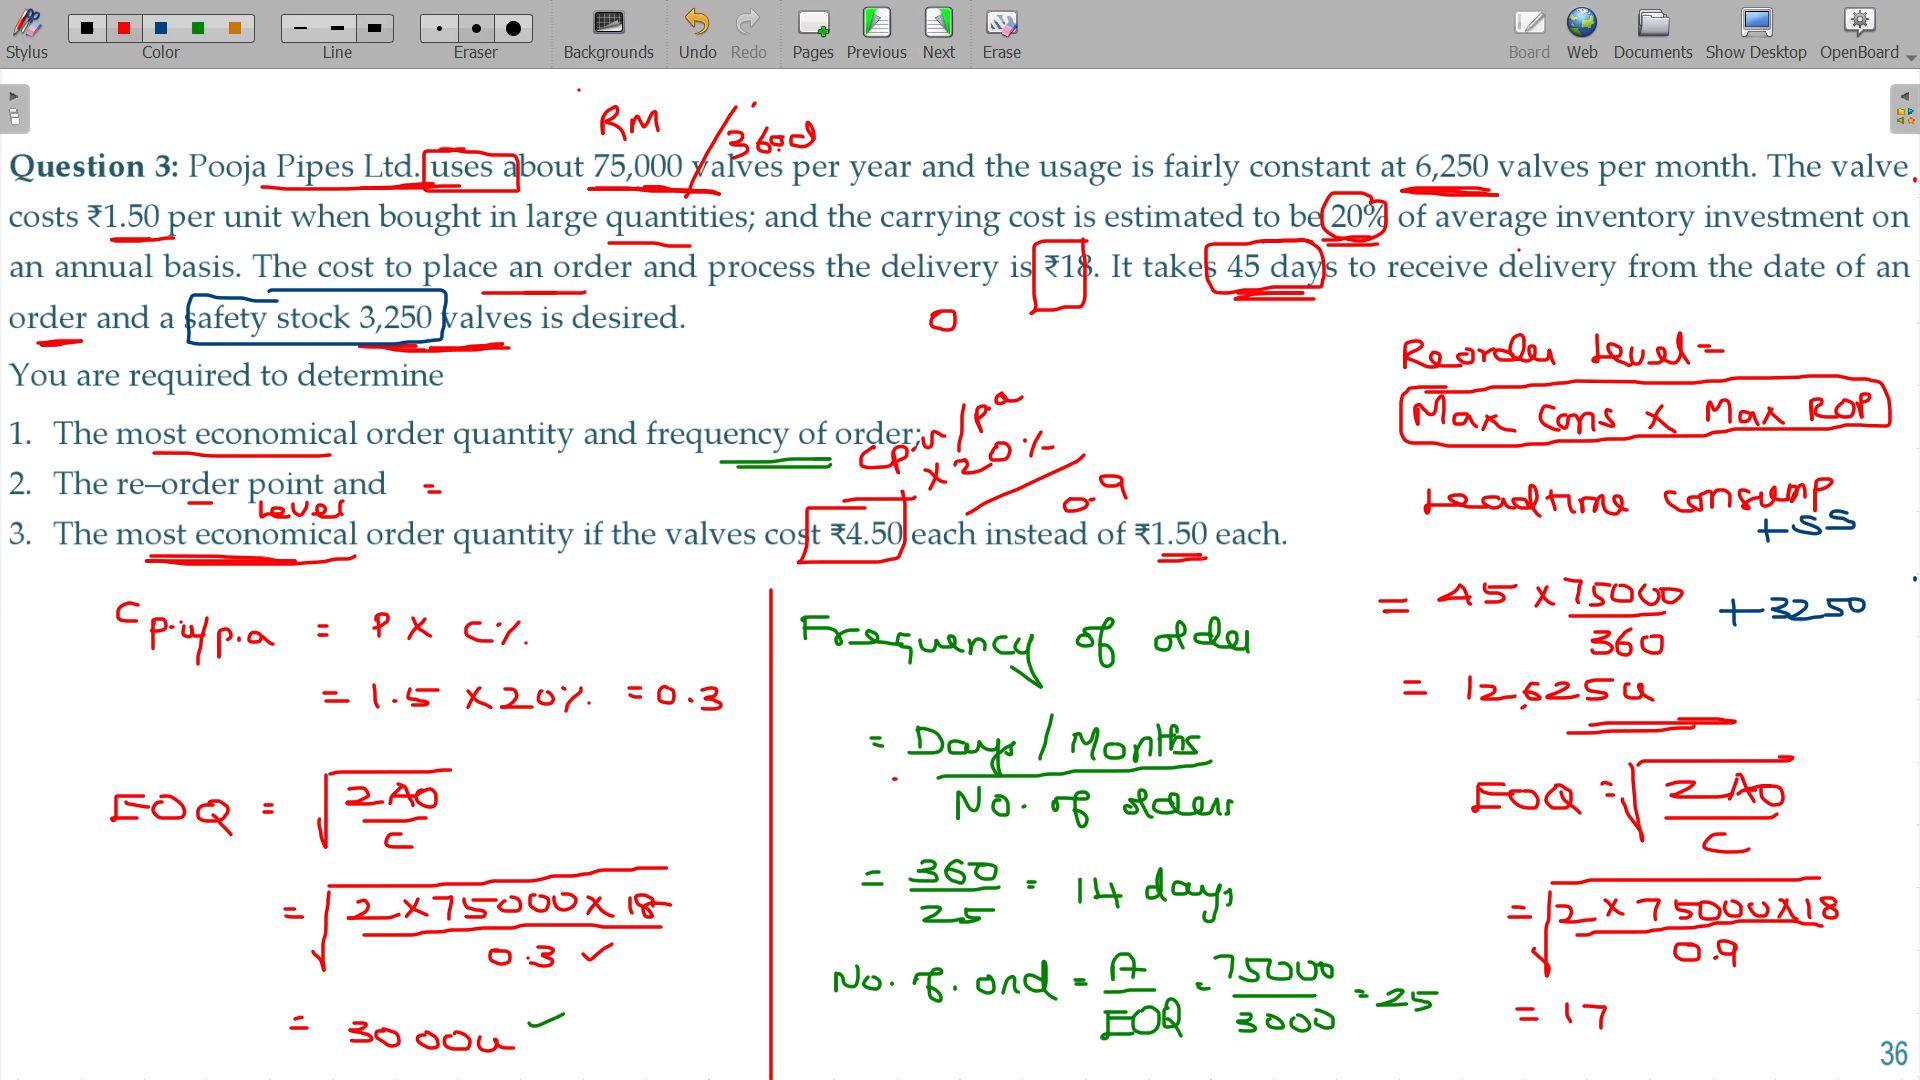 Stylus Color Line Eraser Backgrounds Undo Redo Pages Previous Next Erase Board Web Documents Show Desktop OpenBoard
RM
/360d
Question 3: Pooja Pipes Ltd. uses about 75,000 valves per year and the usage is fairly constant at 6,250 valves per month. The valve
costs ₹1.50 per unit when bought in large quantities; and the carrying cost is estimated to be 20% of average inventory investment on
an annual basis. The cost to place an order and process the delivery is ₹18. It takes 45 days to receive delivery from the date of an
order and a safety stock 3,250 valves is desired.
O
You are required to determine
1. The most economical order quantity and frequency of order;
2. The re–order point and =
level
3. The most economical order quantity if the valves cost ₹4.50 each instead of ₹1.50 each.
Cp.u/p.a
x 20%
0.9
Reorder Level =
Max Cons x Max ROP
Leadtime Consump
+SS
= 45 x 75000 + 3250
360
= 12,625u
C p.u/p.a = P x C%
= 1.5 x 20% = 0.3
EOQ = √ 2AO
C
= √ 2 x 75000 x 18
0.3 ✓
= 3000u ✓
Frequency of order
= Days / Months
No. of orders
= 360 = 14 days
25
No. of. ord = A = 75000 = 25
EOQ 3000
EOQ = √ 2AO
C
= √ 2 x 75000 x 18
0.9
= 17
36